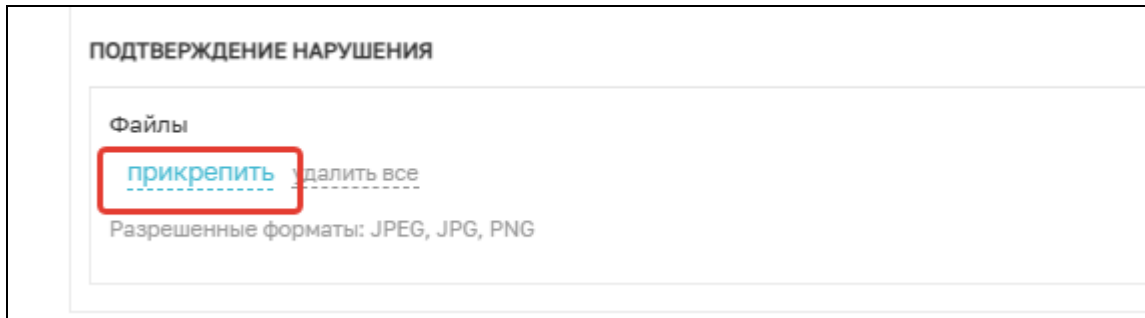 ПОДТВЕРЖДЕНИЕ НАРУШЕНИЯ
Файлы
прикрепить удалить все
Разрешенные форматы: JPEG, JPG, PNG